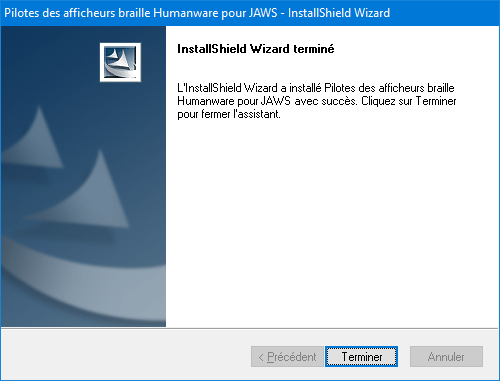 Pilotes des afficheurs braille Humanware pour JAWS - InstallShield Wizard
InstallShield Wizard terminé
L'InstallShield Wizard a installé Pilotes des afficheurs braille
Humanware pour JAWS avec succès. Cliquez sur Terminer
pour fermer l'assistant.
< Précédent Terminer Annuler